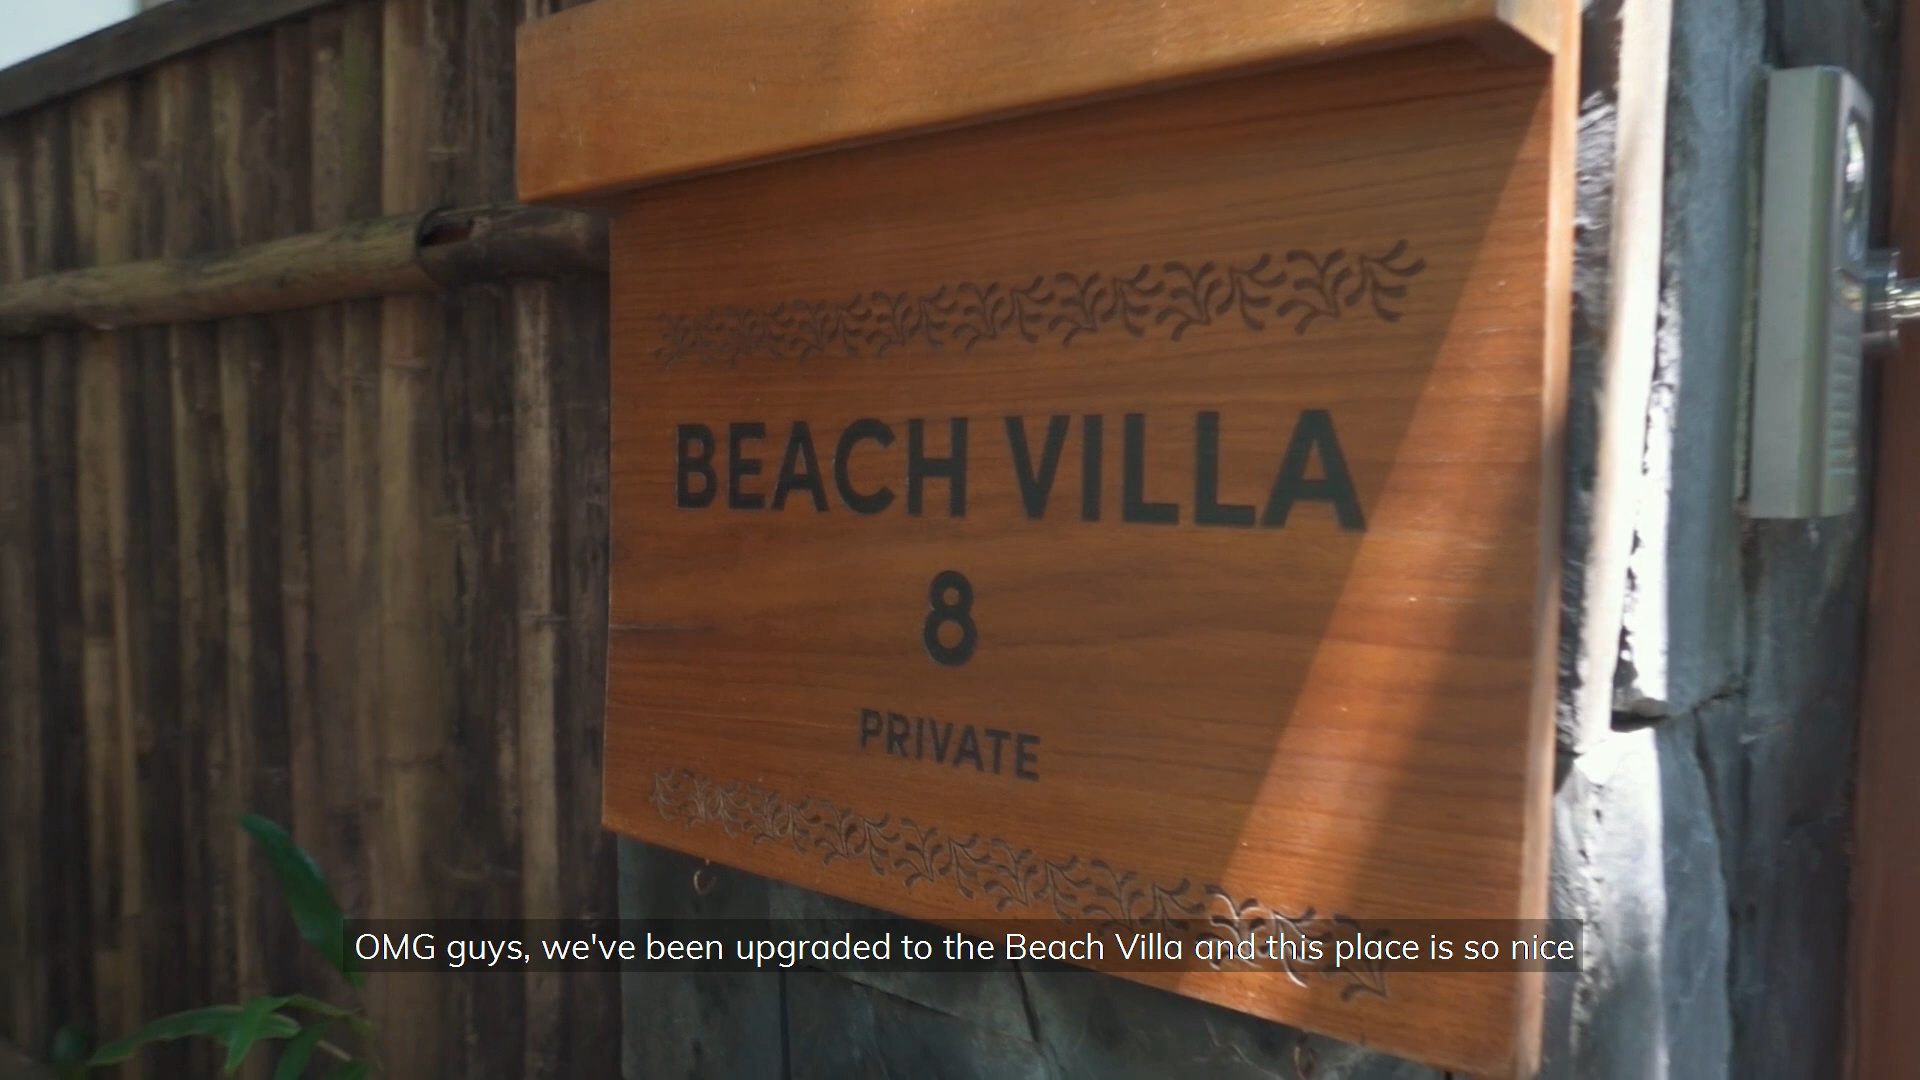 BEACH VILLA
8
PRIVATE
OMG guys, we've been upgraded to the Beach Villa and this place is so nice